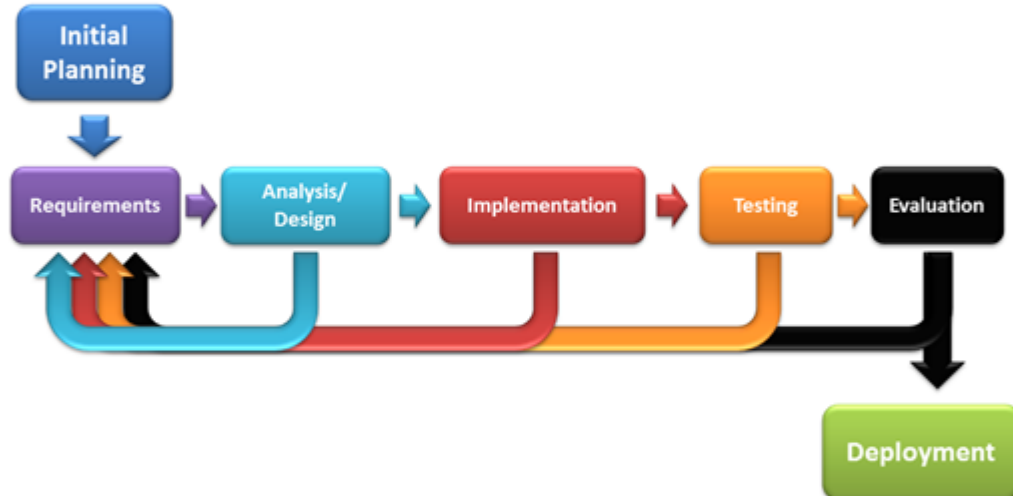 Initial
Planning
Requirements
Analysis/
Design
Implementation
Testing
Evaluation
Deployment